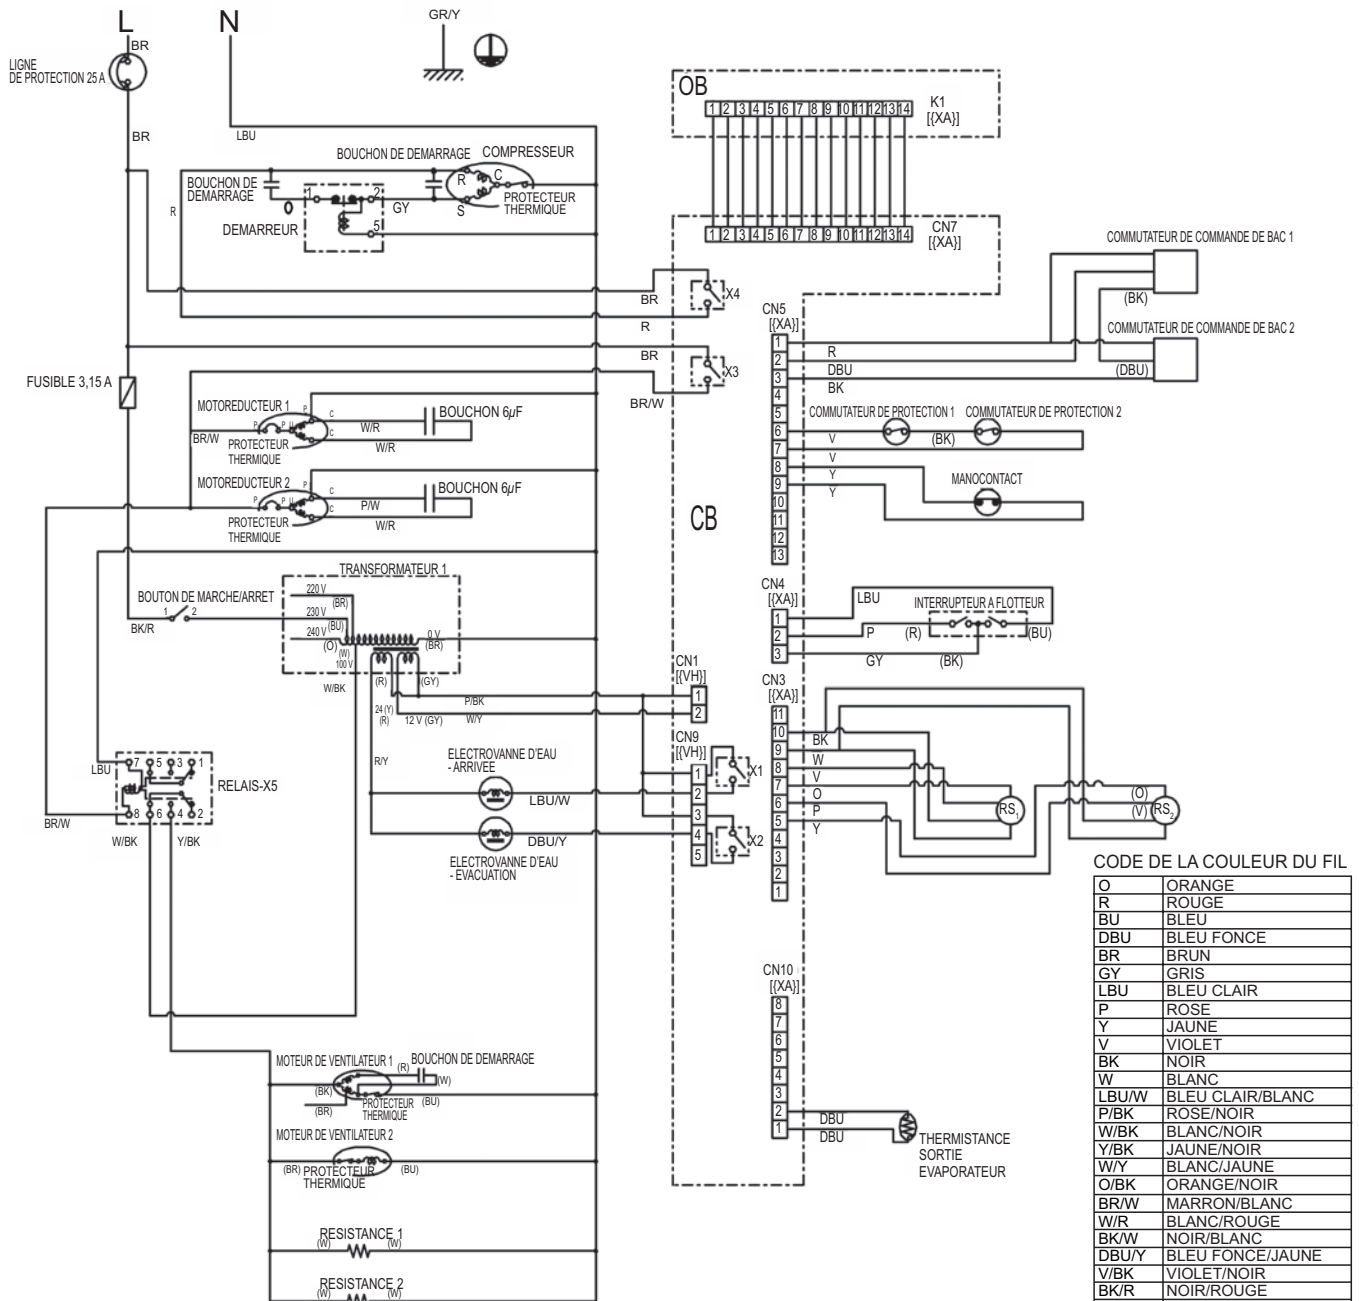 L
N
GR/Y
BR
LIGNE
DE PROTECTION 25 A
BR
LBU
OB
1 2 3 4 5 6 7 8 9 10 11 12 13 14
K1
[{XA}]
BOUCHON DE DEMARRAGE
COMPRESSEUR
BOUCHON DE
DEMARRAGE
R
C
S
PROTECTEUR
THERMIQUE
1
2
5
GY
O
R
DEMARREUR
1 2 3 4 5 6 7 8 9 10 11 12 13 14
CN7
[{XA}]
COMMUTATEUR DE COMMANDE DE BAC 1
(BK)
BR
X4
R
CN5
[{XA}]
1
2
3
4
5
6
7
8
9
10
11
12
13
R
DBU
BK
COMMUTATEUR DE COMMANDE DE BAC 2
(DBU)
BR
X3
BR/W
FUSIBLE 3,15 A
MOTOREDUCTEUR 1
BR/W
P
P
U
P
C
C
PROTECTEUR
THERMIQUE
W/R
W/R
BOUCHON 6µF
COMMUTATEUR DE PROTECTION 1
COMMUTATEUR DE PROTECTION 2
V
(BK)
V
Y
Y
MANOCONTACT
MOTOREDUCTEUR 2
P
P
U
P
C
C
PROTECTEUR
THERMIQUE
P/W
W/R
BOUCHON 6µF
CB
TRANSFORMATEUR 1
BOUTON DE MARCHE/ARRET
1
2
BK/R
220 V
(BR)
230 V
(BU)
240 V
(O)
(W)
100 V
0 V
(BR)
W/BK
(R)
(GY)
24 (Y)
(R)
12 V (GY)
P/BK
W/Y
R/Y
CN4
[{XA}]
1
2
3
LBU
P
(R)
GY
(BK)
INTERRUPTEUR A FLOTTEUR
(BU)
CN1
[{VH}]
1
2
CN9
[{VH}]
1
2
3
4
5
X1
X2
CN3
[{XA}]
11
10
9
8
7
6
5
4
3
2
1
BK
W
V
O
P
Y
RS1
(O)
(V)
RS2
ELECTROVANNE D'EAU
- ARRIVEE
LBU/W
DBU/Y
ELECTROVANNE D'EAU
- EVACUATION
LBU
7 5 3 1
8 6 4 2
RELAIS-X5
BR/W
W/BK
Y/BK
CN10
[{XA}]
8
7
6
5
4
3
2
1
DBU
DBU
THERMISTANCE
SORTIE
EVAPORATEUR
MOTEUR DE VENTILATEUR 1
(R)
BOUCHON DE DEMARRAGE
(W)
(BK)
(BR)
PROTECTEUR
THERMIQUE
(BU)
MOTEUR DE VENTILATEUR 2
(BR)
PROTECTEUR
THERMIQUE
(BU)
RESISTANCE 1
(W)
(W)
RESISTANCE 2
(W)
(W)
CODE DE LA COULEUR DU FIL
O ORANGE
R ROUGE
BU BLEU
DBU BLEU FONCE
BR BRUN
GY GRIS
LBU BLEU CLAIR
P ROSE
Y JAUNE
V VIOLET
BK NOIR
W BLANC
LBU/W BLEU CLAIR/BLANC
P/BK ROSE/NOIR
W/BK BLANC/NOIR
Y/BK JAUNE/NOIR
W/Y BLANC/JAUNE
O/BK ORANGE/NOIR
BR/W MARRON/BLANC
W/R BLANC/ROUGE
BK/W NOIR/BLANC
DBU/Y BLEU FONCE/JAUNE
V/BK VIOLET/NOIR
BK/R NOIR/ROUGE